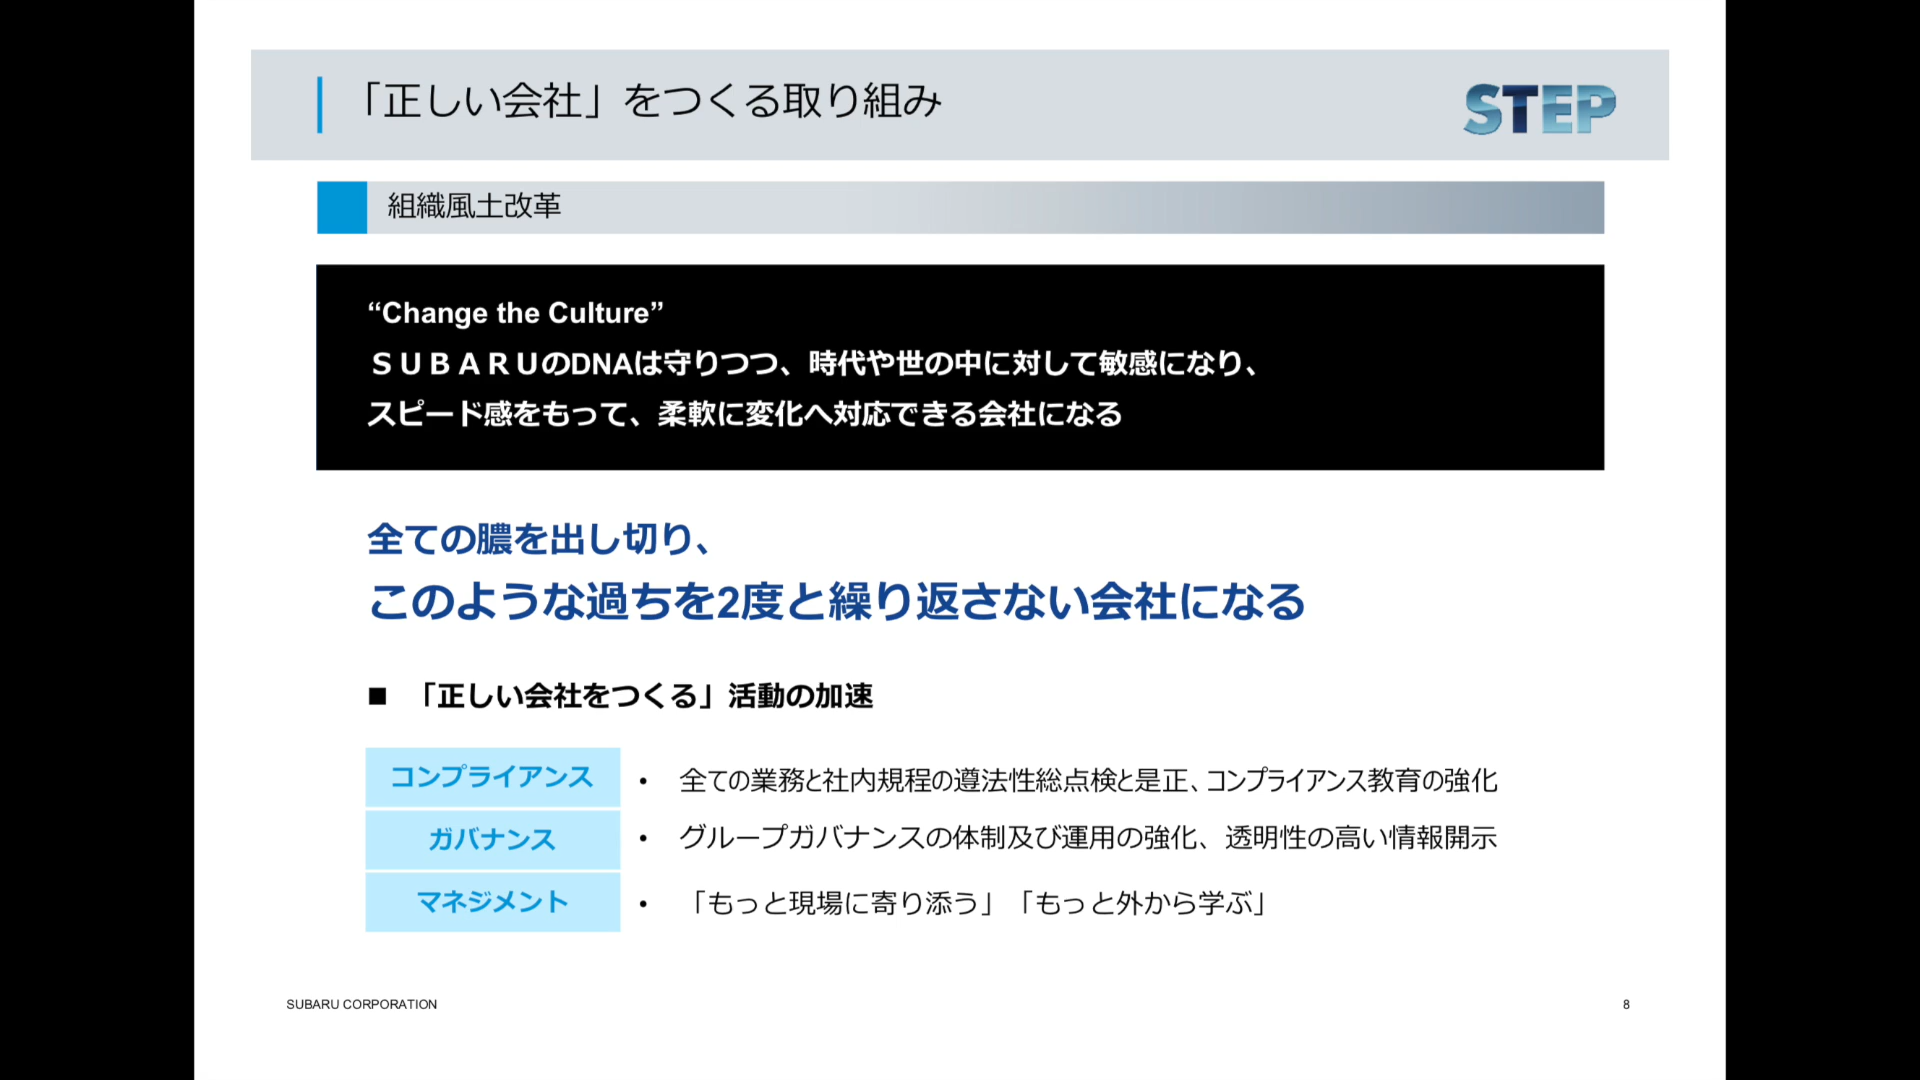 「正しい会社」をつくる取り組み
STEP
組織風土改革
“Change the Culture”
ＳＵＢＡＲＵのDNAは守りつつ、時代や世の中に対して敏感になり、
スピード感をもって、柔軟に変化へ対応できる会社になる
全ての膿を出し切り、
このような過ちを2度と繰り返さない会社になる
■ 「正しい会社をつくる」活動の加速
コンプライアンス ・ 全ての業務と社内規程の遵法性総点検と是正、コンプライアンス教育の強化
ガバナンス ・ グループガバナンスの体制及び運用の強化、透明性の高い情報開示
マネジメント ・ 「もっと現場に寄り添う」「もっと外から学ぶ」
SUBARU CORPORATION
8